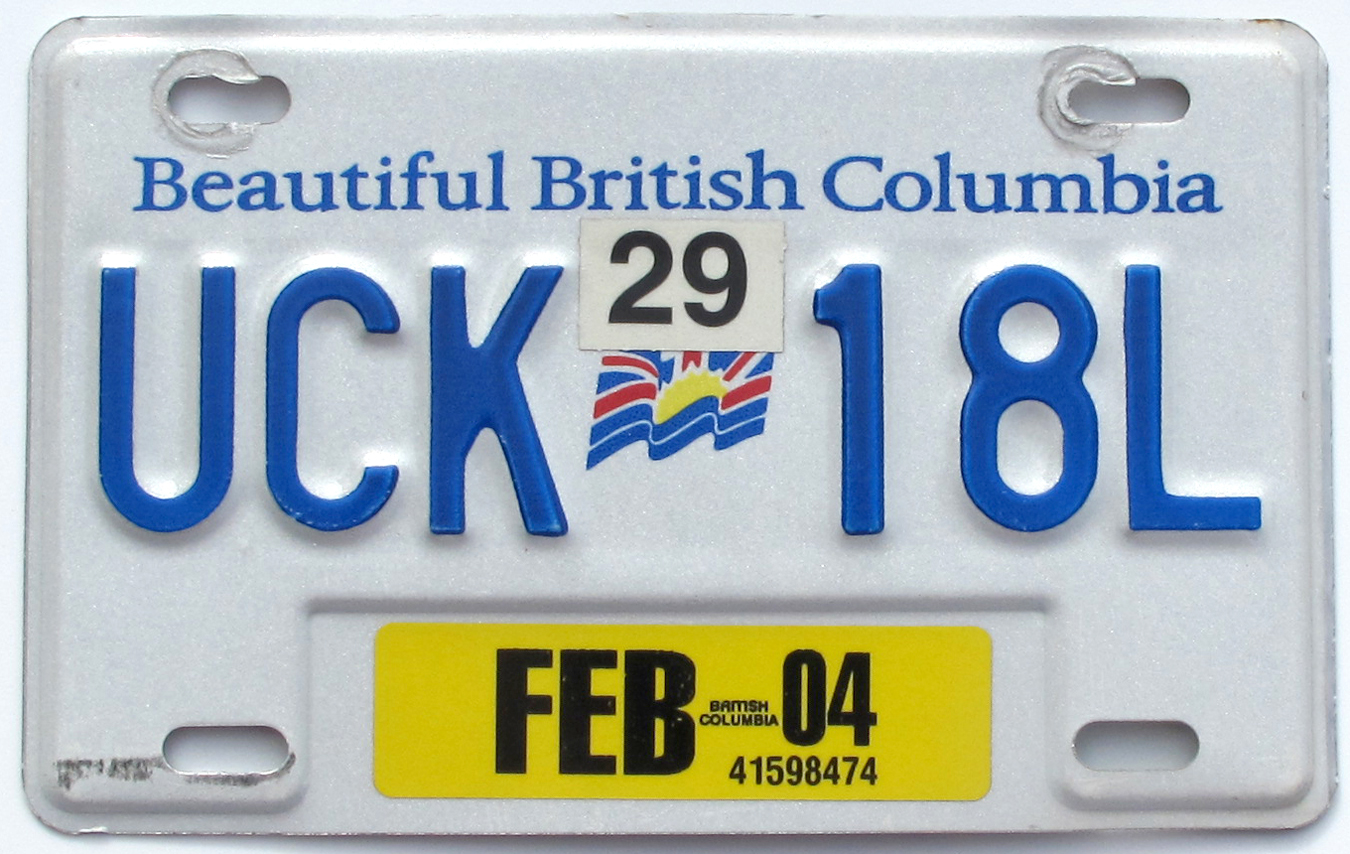 Beautiful British Columbia
29
UCK 18L
FEB BRITISH COLUMBIA 04
41598474